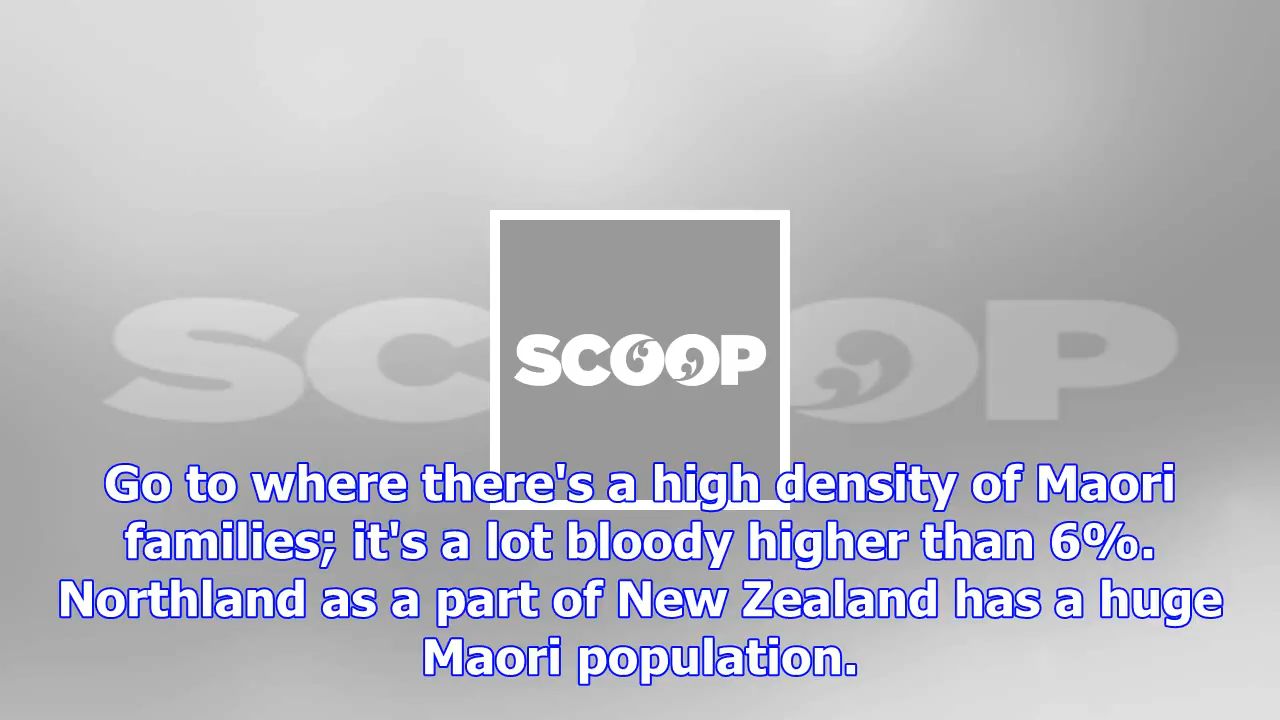 SCOOP
SCOOP
Go to where there's a high density of Maori
families; it's a lot bloody higher than 6%.
Northland as a part of New Zealand has a huge
Maori population.